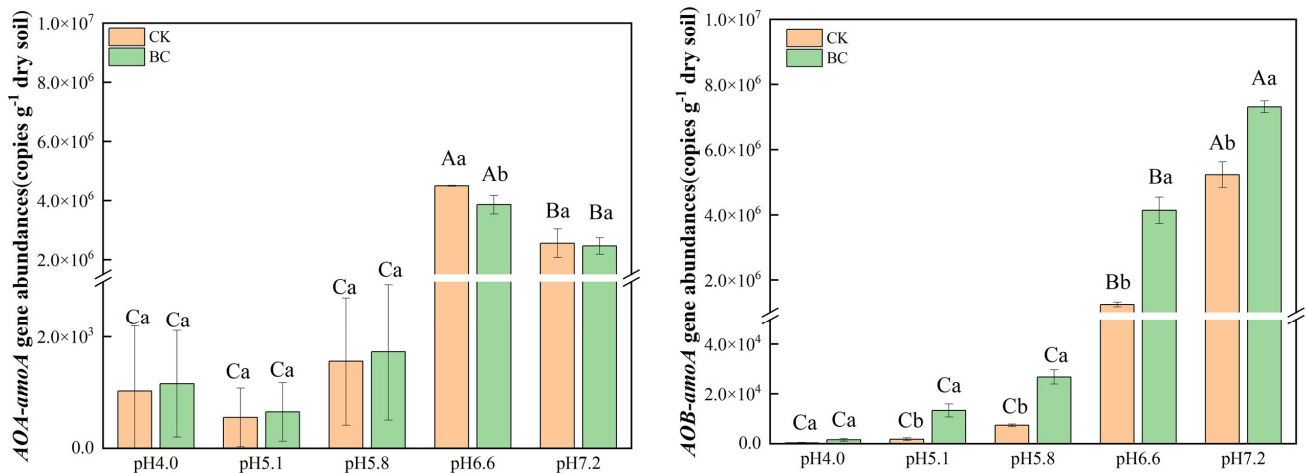 AOA-amoA gene abundances(copies g⁻¹ dry soil)
1.0×10⁷
8.0×10⁶
6.0×10⁶
4.0×10⁶
2.0×10⁶
2.0×10³
0.0
CK
BC
Ca Ca
Ca Ca
Ca Ca
Aa Ab
Ba Ba
pH4.0 pH5.1 pH5.8 pH6.6 pH7.2
AOB-amoA gene abundances(copies g⁻¹ dry soil)
1.0×10⁷
8.0×10⁶
6.0×10⁶
4.0×10⁶
2.0×10⁶
4.0×10⁴
2.0×10⁴
0.0
CK
BC
Ca Ca
Cb Ca
Cb Ca
Bb Ba
Ab Aa
pH4.0 pH5.1 pH5.8 pH6.6 pH7.2